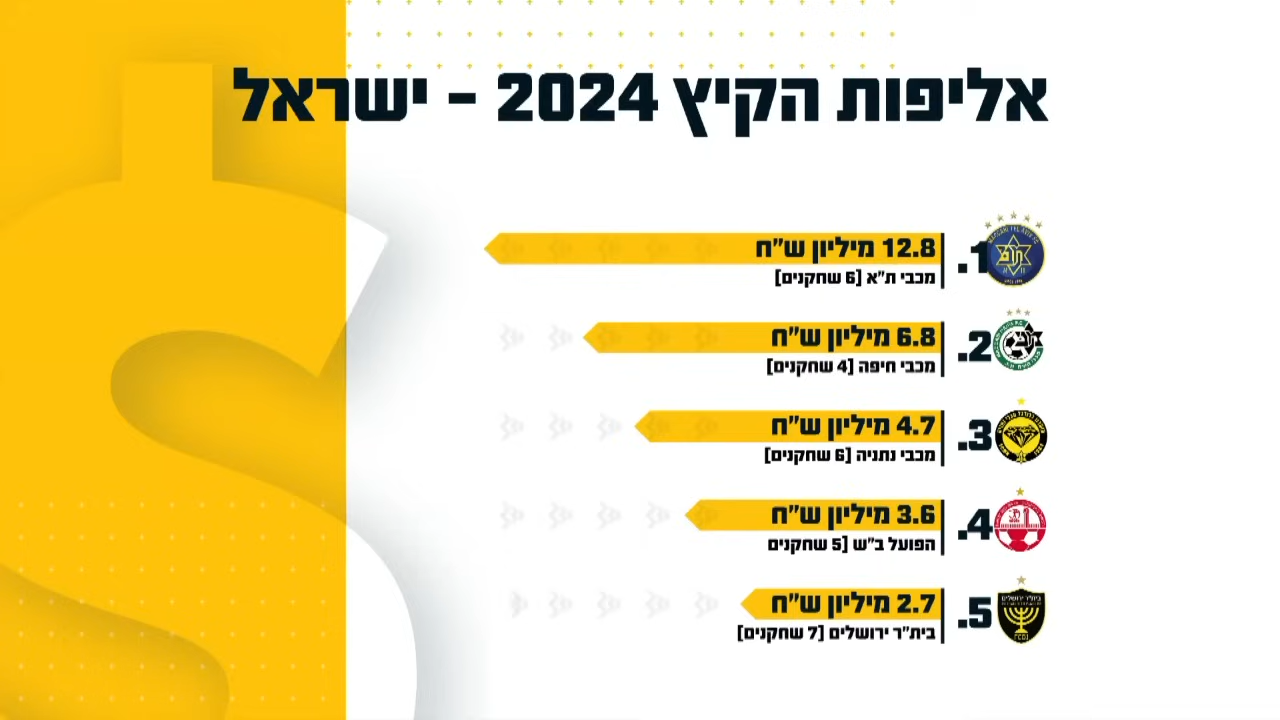 אליפות הקיץ 2024 - ישראל
1.
12.8 מיליון ש"ח
מכבי ת"א [6 שחקנים]
2.
6.8 מיליון ש"ח
מכבי חיפה [4 שחקנים]
3.
4.7 מיליון ש"ח
מכבי נתניה [6 שחקנים]
4.
3.6 מיליון ש"ח
הפועל ב"ש [5 שחקנים
5.
2.7 מיליון ש"ח
בית"ר ירושלים [7 שחקנים]